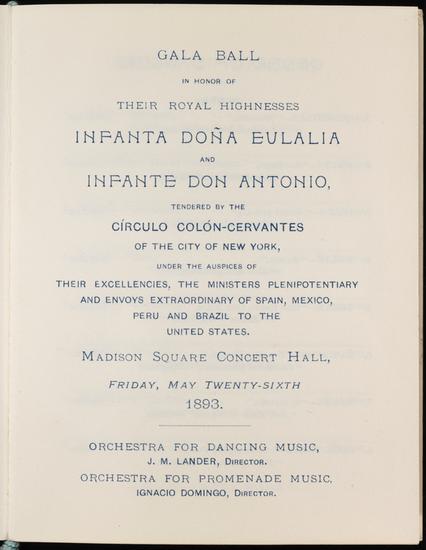 GALA BALL
IN HONOR OF
THEIR ROYAL HIGHNESSES
INFANTA DOÑA EULALIA
AND
INFANTE DON ANTONIO,
TENDERED BY THE
CÍRCULO COLÓN-CERVANTES
OF THE CITY OF NEW YORK,
UNDER THE AUSPICES OF
THEIR EXCELLENCIES, THE MINISTERS PLENIPOTENTIARY
AND ENVOYS EXTRAORDINARY OF SPAIN, MEXICO,
PERU AND BRAZIL TO THE
UNITED STATES.
MADISON SQUARE CONCERT HALL,
FRIDAY, MAY TWENTY-SIXTH
1893.
ORCHESTRA FOR DANCING MUSIC,
J. M. LANDER, DIRECTOR.
ORCHESTRA FOR PROMENADE MUSIC,
IGNACIO DOMINGO, DIRECTOR.